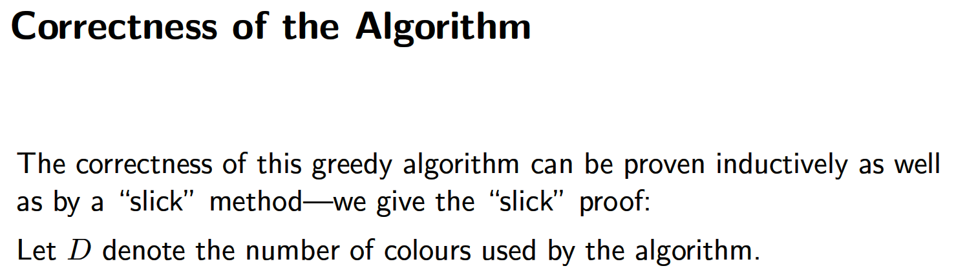 Correctness of the Algorithm
The correctness of this greedy algorithm can be proven inductively as well
as by a “slick” method—we give the “slick” proof:
Let D denote the number of colours used by the algorithm.